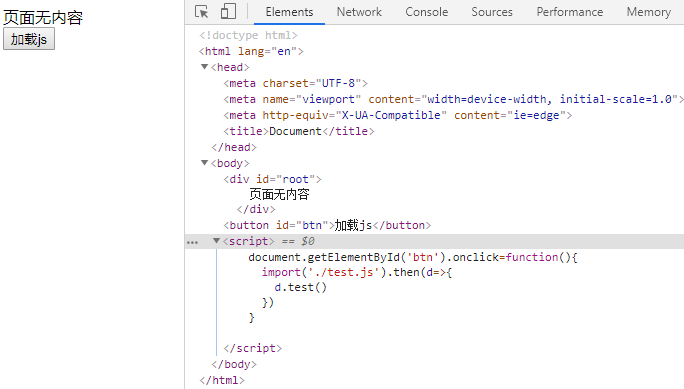 页面无内容
加载js
Elements Network Console Sources Performance Memory
<!doctype html>
<html lang="en">
<head>
<meta charset="UTF-8">
<meta name="viewport" content="width=device-width, initial-scale=1.0">
<meta http-equiv="X-UA-Compatible" content="ie=edge">
<title>Document</title>
</head>
<body>
<div id="root">
页面无内容
</div>
<button id="btn">加载js</button>
<script> == $0
document.getElementById('btn').onclick=function(){
import('./test.js').then(d=>{
d.test()
})
}
</script>
</body>
</html>